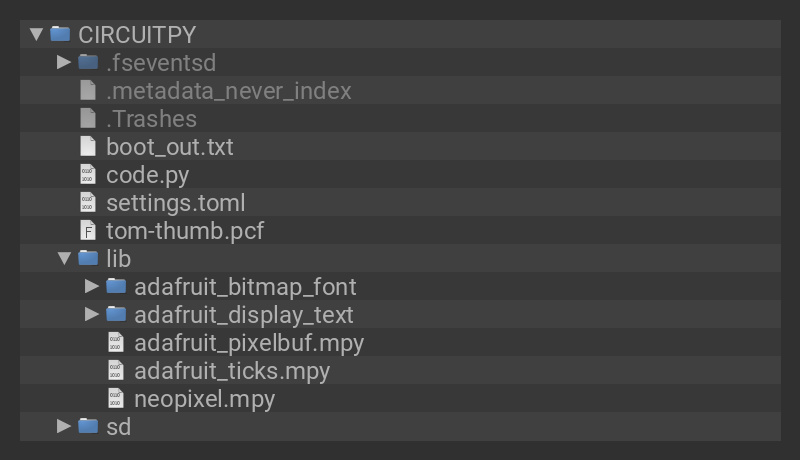 CIRCUITPY
.fseventsd
.metadata_never_index
.Trashes
boot_out.txt
code.py
settings.toml
tom-thumb.pcf
lib
adafruit_bitmap_font
adafruit_display_text
adafruit_pixelbuf.mpy
adafruit_ticks.mpy
neopixel.mpy
sd